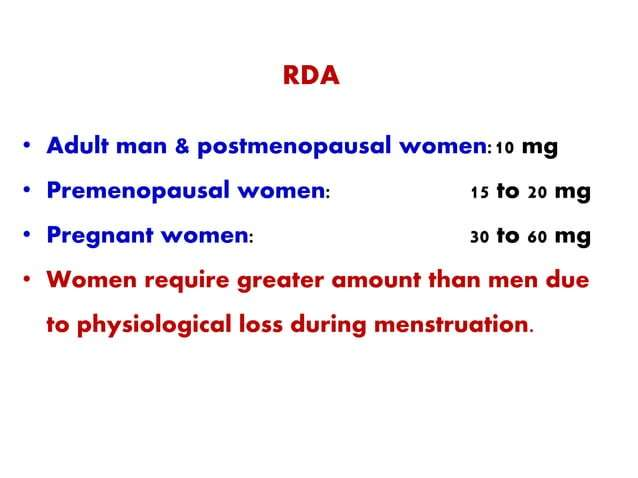 RDA
• Adult man & postmenopausal women: 10 mg
• Premenopausal women: 15 to 20 mg
• Pregnant women: 30 to 60 mg
• Women require greater amount than men due
to physiological loss during menstruation.